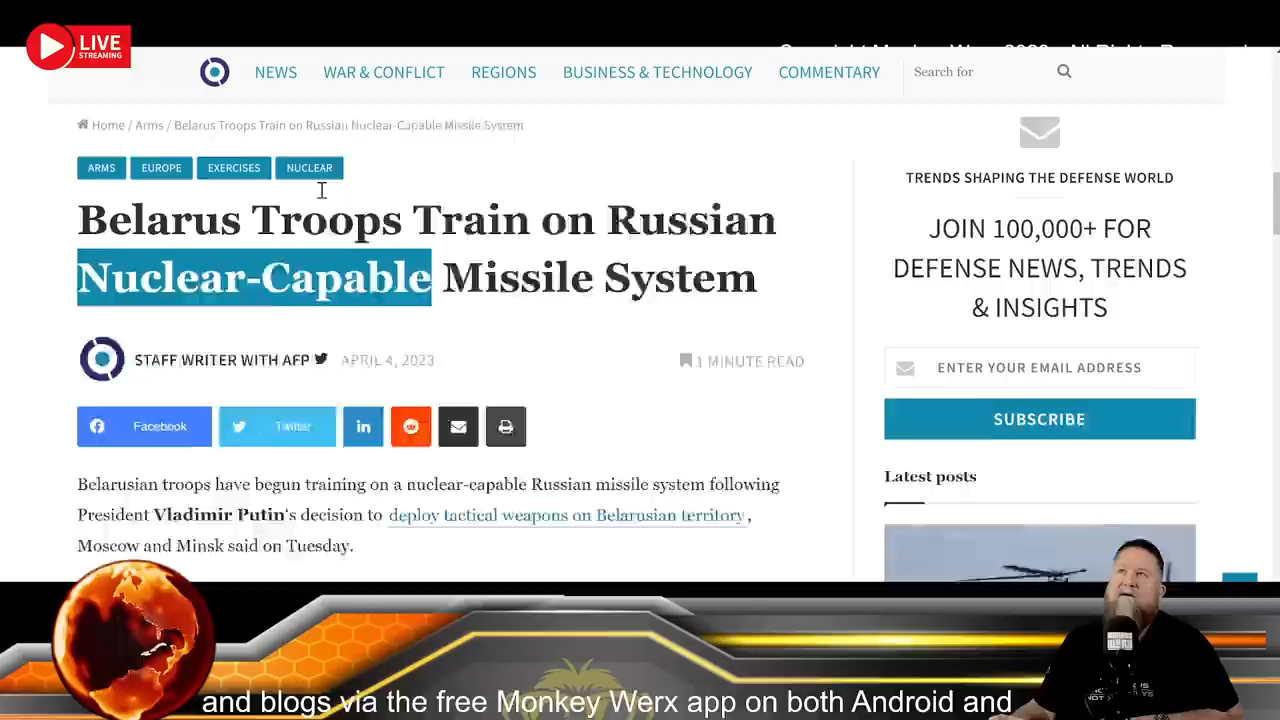 LIVE
STREAMING
NEWS
WAR & CONFLICT
REGIONS
BUSINESS & TECHNOLOGY
COMMENTARY
Search for
Home / Arms / Belarus Troops Train on Russian Nuclear-Capable Missile System
ARMS
EUROPE
EXERCISES
NUCLEAR
Belarus Troops Train on Russian
Nuclear-Capable Missile System
STAFF WRITER WITH AFP
APRIL 4, 2023
1 MINUTE READ
Facebook
Twitter
in
Belarusian troops have begun training on a nuclear-capable Russian missile system following
President Vladimir Putin's decision to deploy tactical weapons on Belarusian territory,
Moscow and Minsk said on Tuesday.
TRENDS SHAPING THE DEFENSE WORLD
JOIN 100,000+ FOR
DEFENSE NEWS, TRENDS
& INSIGHTS
ENTER YOUR EMAIL ADDRESS
SUBSCRIBE
Latest posts
and blogs via the free Monkey Werx app on both Android and